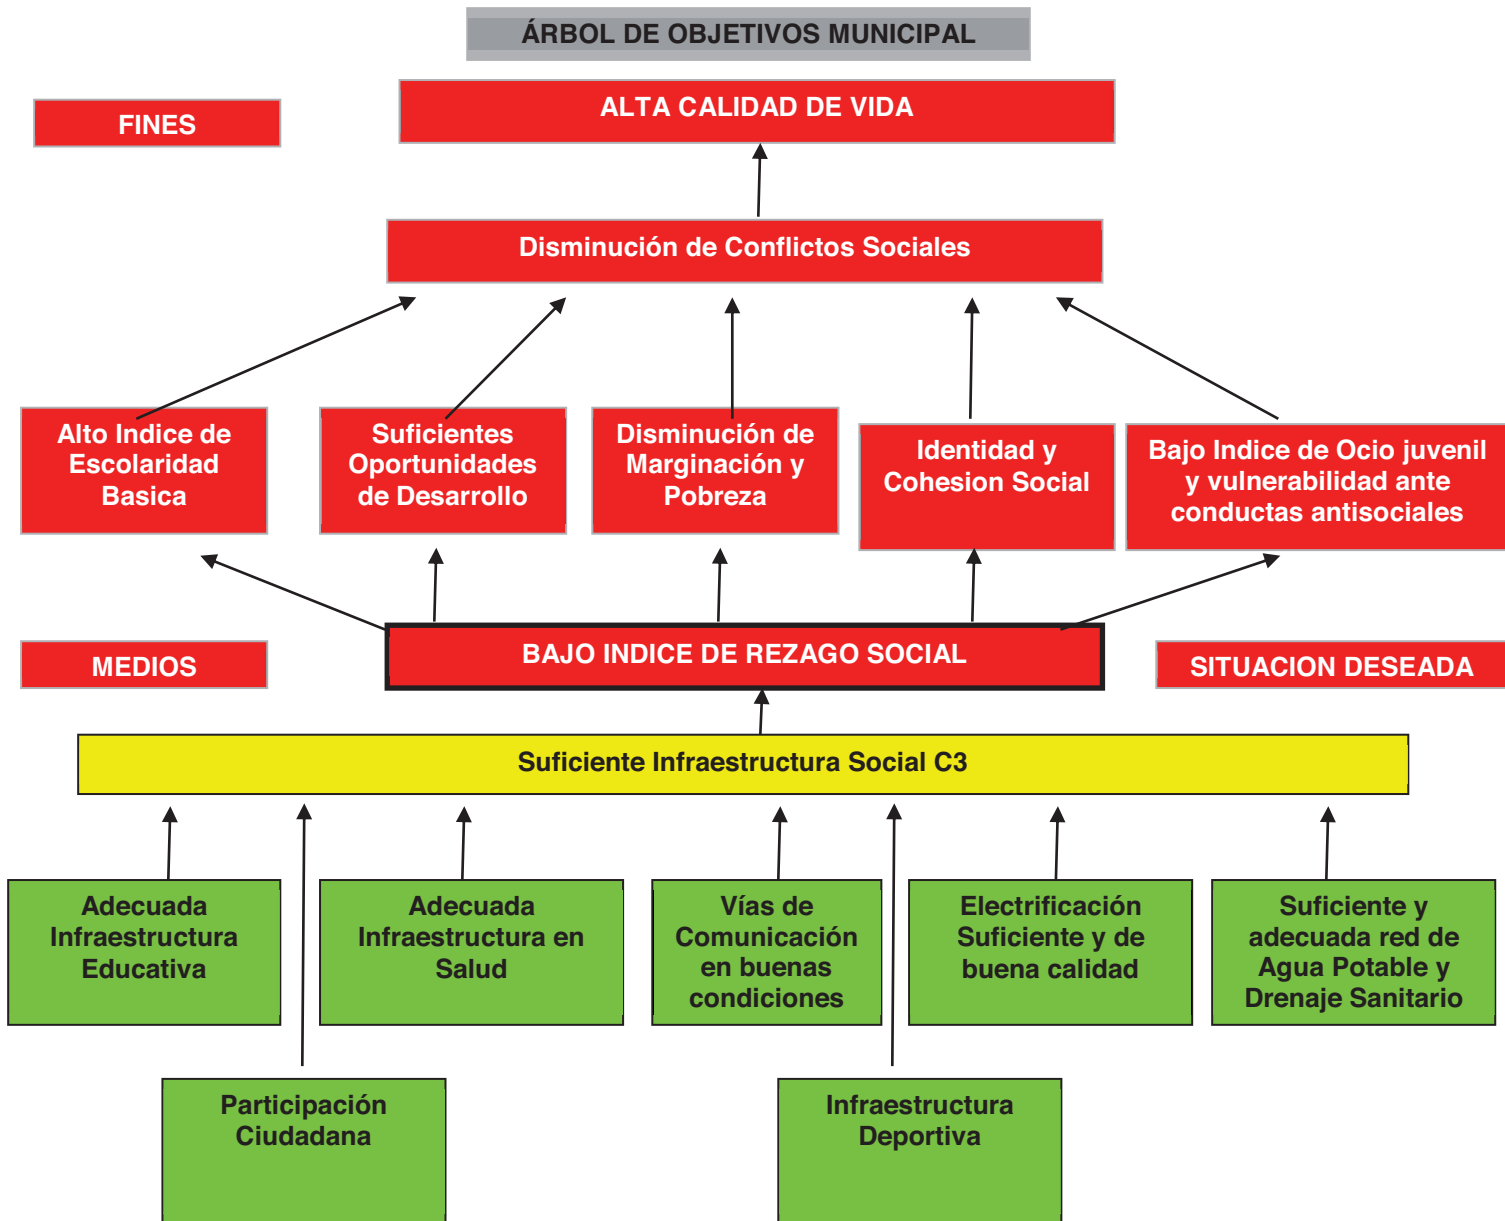 ÁRBOL DE OBJETIVOS MUNICIPAL
FINES
ALTA CALIDAD DE VIDA
Disminución de Conflictos Sociales
Alto Indice de
Escolaridad
Basica
Suficientes
Oportunidades
de Desarrollo
Disminución de
Marginación y
Pobreza
Identidad y
Cohesion Social
Bajo Indice de Ocio juvenil
y vulnerabilidad ante
conductas antisociales
MEDIOS
BAJO INDICE DE REZAGO SOCIAL
SITUACION DESEADA
Suficiente Infraestructura Social C3
Adecuada
Infraestructura
Educativa
Adecuada
Infraestructura en
Salud
Vías de
Comunicación
en buenas
condiciones
Electrificación
Suficiente y de
buena calidad
Suficiente y
adecuada red de
Agua Potable y
Drenaje Sanitario
Participación
Ciudadana
Infraestructura
Deportiva